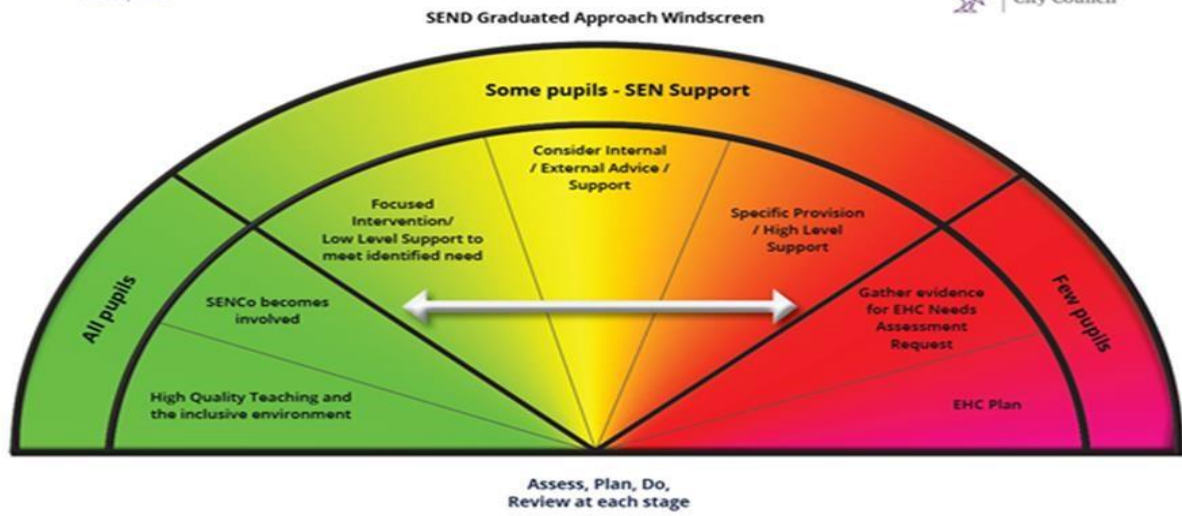 City Council
SEND Graduated Approach Windscreen
Some pupils - SEN Support
Consider Internal
/ External Advice /
Support
Focused
Intervention/
Low Level Support to
meet identified need
Specific Provision
/ High Level
Support
All pupils
SENCo becomes
involved
Gather evidence
for EHC Needs
Assessment
Request
Few pupils
High Quality Teaching and
the inclusive environment
EHC Plan
Assess, Plan, Do,
Review at each stage